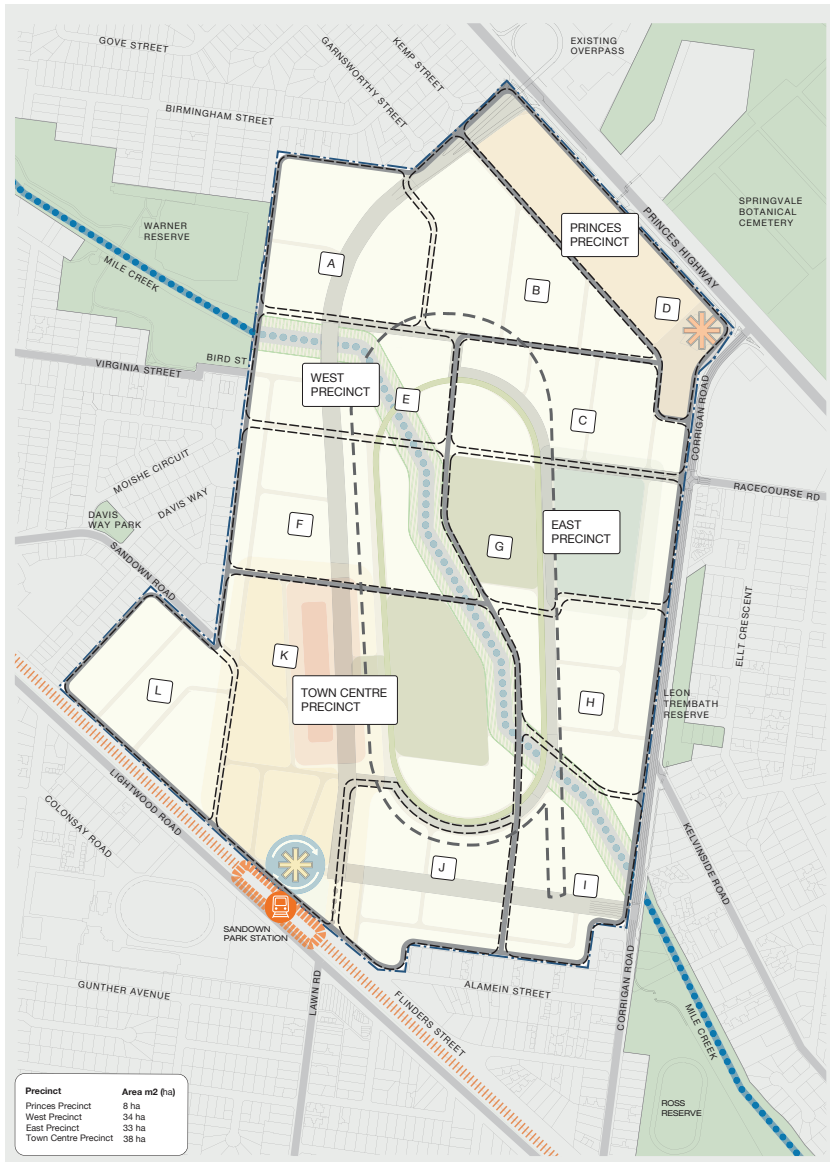 GOVE STREET
KEMP STREET
GARNSWORTHY STREET
EXISTING
OVERPASS
BIRMINGHAM STREET
PRINCES HIGHWAY
SPRINGVALE
BOTANICAL
CEMETERY
WARNER
RESERVE
PRINCES
PRECINCT
A
B
D
MILE CREEK
BIRD ST
VIRGINIA STREET
WEST
PRECINCT
E
C
CORRIGAN ROAD
MOISHE CIRCUIT
DAVIS WAY
RACECOURSE RD
DAVIS
WAY PARK
F
G
EAST
PRECINCT
SANDOWN ROAD
ELLT CRESCENT
K
L
TOWN CENTRE
PRECINCT
H
LEON
TREMBATH
RESERVE
LIGHTWOOD ROAD
COLONSAY ROAD
KELVINSIDE ROAD
J
I
SANDOWN
PARK STATION
GUNTHER AVENUE
LAWN RD
FLINDERS STREET
ALAMEIN STREET
CORRIGAN ROAD
MILE CREEK
ROSS
RESERVE
Precinct Area m2 (ha)
Princes Precinct 8 ha
West Precinct 34 ha
East Precinct 33 ha
Town Centre Precinct 38 ha